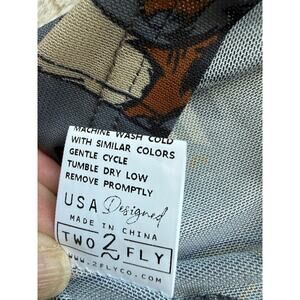 MACHINE WASH COLD
WITH SIMILAR COLORS
GENTLE CYCLE
TUMBLE DRY LOW
REMOVE PROMPTLY
USA Designed
MADE IN CHINA
TWO 2 FLY
WWW.2FLYCO.COM